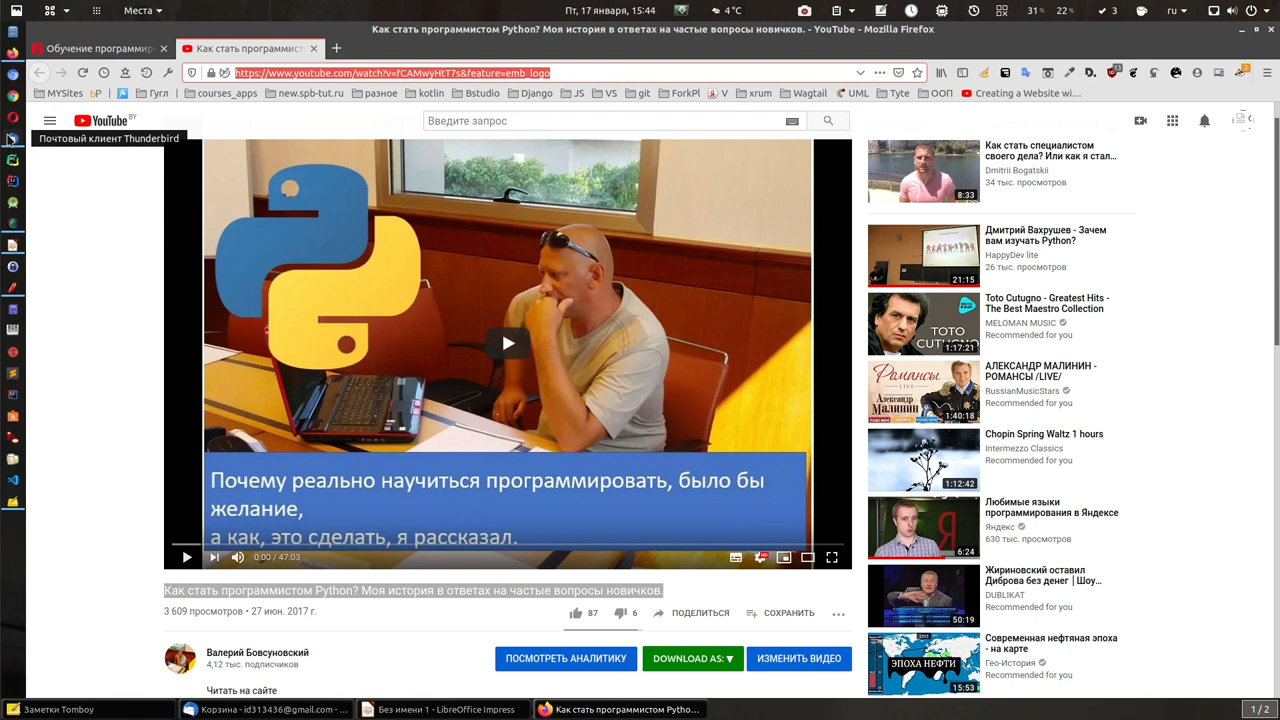 Места
Пт, 17 января, 15:44
4 °C
31%
22%
3
ru
2
Как стать программистом Python? Моя история в ответах на частые вопросы новичков. - YouTube - Mozilla Firefox
Обучение программир
Как стать программист
https://www.youtube.com/watch?v=fCAMwyHtT7s&feature=emb_logo
MYSites
bP
Гугл
courses_apps
new.spb-tut.ru
разное
kotlin
Bstudio
Django
JS
VS
git
ForkPl
V
xrum
Wagtail
UML
Tyte
ООП
Creating a Website wi…
YouTube BY
Введите запрос
Почтовый клиент Thunderbird
Почему реально научиться программировать, было бы
желание,
а как, это сделать, я рассказал.
0:00 / 47:03
HD
Как стать программистом Python? Моя история в ответах на частые вопросы новичков.
3 609 просмотров • 27 июн. 2017 г.
87
6
ПОДЕЛИТЬСЯ
СОХРАНИТЬ
Валерий Бовсуновский
4,12 тыс. подписчиков
ПОСМОТРЕТЬ АНАЛИТИКУ
DOWNLOAD AS: ▼
ИЗМЕНИТЬ ВИДЕО
Читать на сайте
Как стать специалистом
своего дела? Или как я стал…
Dmitrii Bogatskii
34 тыс. просмотров
8:33
Дмитрий Вахрушев - Зачем
вам изучать Python?
HappyDev lite
26 тыс. просмотров
21:15
Toto Cutugno - Greatest Hits -
The Best Maestro Collection
MELOMAN MUSIC
Recommended for you
TOTO
CUTUGNO
1:17:21
АЛЕКСАНДР МАЛИНИН -
РОМАНСЫ /LIVE/
RussianMusicStars
Recommended for you
Романсы
LIVE
Александр
Малинин
1:40:18
Chopin Spring Waltz 1 hours
Intermezzo Classics
Recommended for you
1:12:42
Любимые языки
программирования в Яндексе
Яндекс
630 тыс. просмотров
6:24
Жириновский оставил
Диброва без денег | Шоу…
DUBLIKAT
Recommended for you
50:19
Современная нефтяная эпоха
- на карте
Гео-История
Recommended for you
ЭПОХА НЕФТИ
15:53
Заметки Tomboy
Корзина - id313436@gmail.com - …
Без имени 1 - LibreOffice Impress
Как стать программистом Pytho…
1 / 2